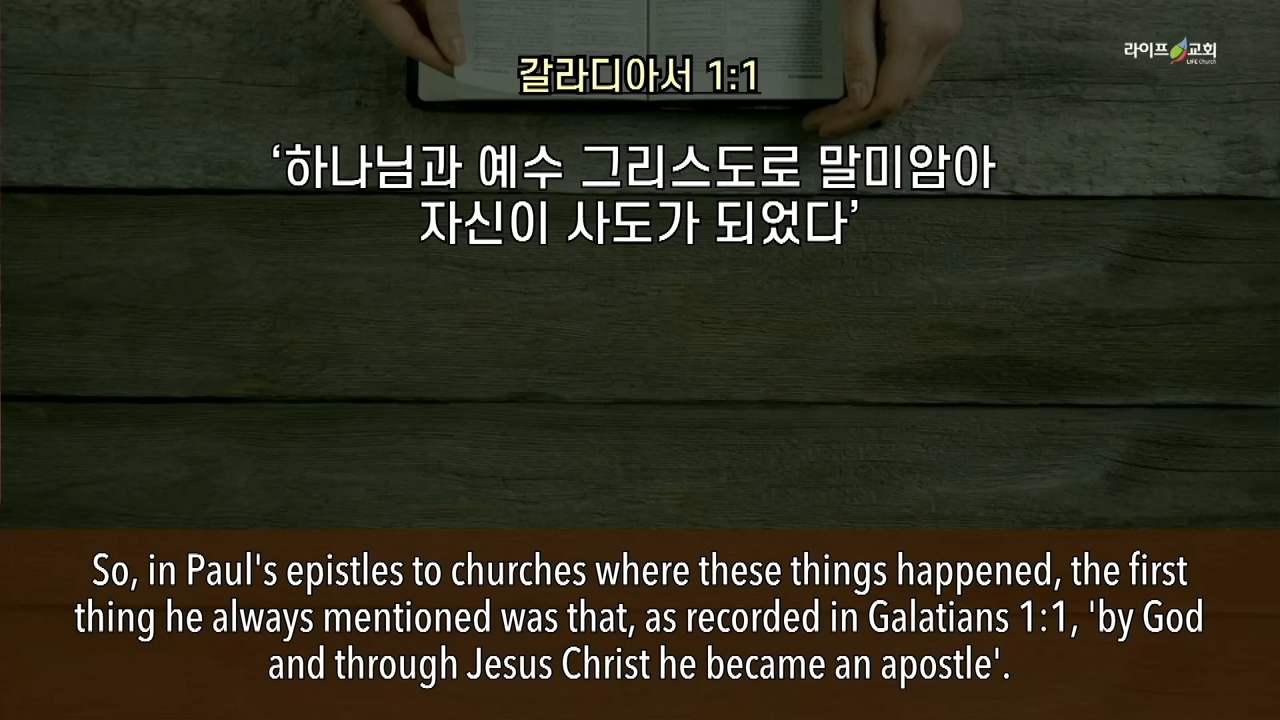 라이프교회
LIFE Church
갈라디아서 1:1
‘하나님과 예수 그리스도로 말미암아
자신이 사도가 되었다’
So, in Paul's epistles to churches where these things happened, the first
thing he always mentioned was that, as recorded in Galatians 1:1, 'by God
and through Jesus Christ he became an apostle'.